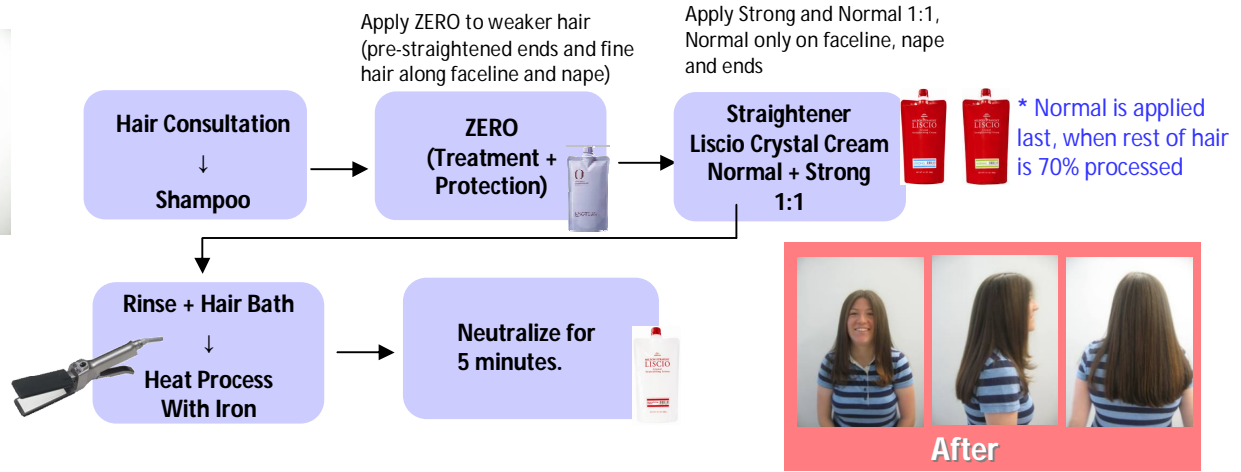 Apply ZERO to weaker hair
(pre-straightened ends and fine
hair along faceline and nape)
Apply Strong and Normal 1:1,
Normal only on faceline, nape
and ends
Hair Consultation
↓
Shampoo
ZERO
(Treatment +
Protection)
Straightener
Liscio Crystal Cream
Normal + Strong
1:1
LISCIO
LISCIO
* Normal is applied
last, when rest of hair
is 70% processed
Rinse + Hair Bath
↓
Heat Process
With Iron
Neutralize for
5 minutes.
LISCIO
After